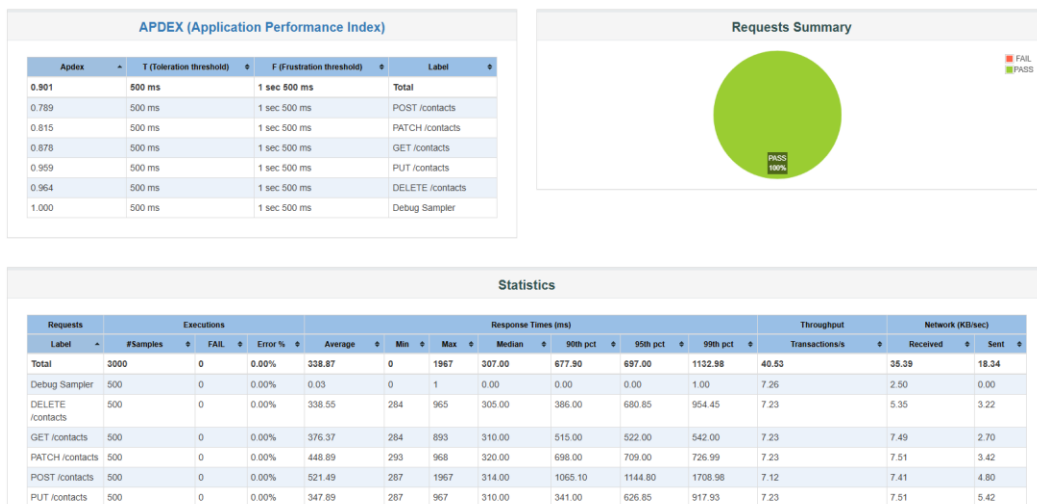 APDEX (Application Performance Index)
Apdex T (Toleration threshold) F (Frustration threshold) Label
0.901 500 ms 1 sec 500 ms Total
0.789 500 ms 1 sec 500 ms POST /contacts
0.815 500 ms 1 sec 500 ms PATCH /contacts
0.878 500 ms 1 sec 500 ms GET /contacts
0.959 500 ms 1 sec 500 ms PUT /contacts
0.964 500 ms 1 sec 500 ms DELETE /contacts
1.000 500 ms 1 sec 500 ms Debug Sampler
Requests Summary
FAIL
PASS
PASS
100%
Statistics
Requests Executions Response Times (ms) Throughput Network (KB/sec)
Label #Samples FAIL Error % Average Min Max Median 90th pct 95th pct 99th pct Transactions/s Received Sent
Total 3000 0 0.00% 338.87 0 1967 307.00 677.90 697.00 1132.98 40.53 35.39 18.34
Debug Sampler 500 0 0.00% 0.03 0 1 0.00 0.00 0.00 1.00 7.26 2.50 0.00
DELETE 500 0 0.00% 338.55 284 965 305.00 386.00 680.85 954.45 7.23 5.35 3.22
/contacts
GET /contacts 500 0 0.00% 376.37 284 893 310.00 515.00 522.00 542.00 7.23 7.49 2.70
PATCH /contacts 500 0 0.00% 448.89 293 968 320.00 698.00 709.00 726.99 7.23 7.51 3.42
POST /contacts 500 0 0.00% 521.49 287 1967 314.00 1065.10 1144.80 1708.98 7.12 7.41 4.80
PUT /contacts 500 0 0.00% 347.89 287 967 310.00 341.00 626.85 917.93 7.23 7.51 5.42